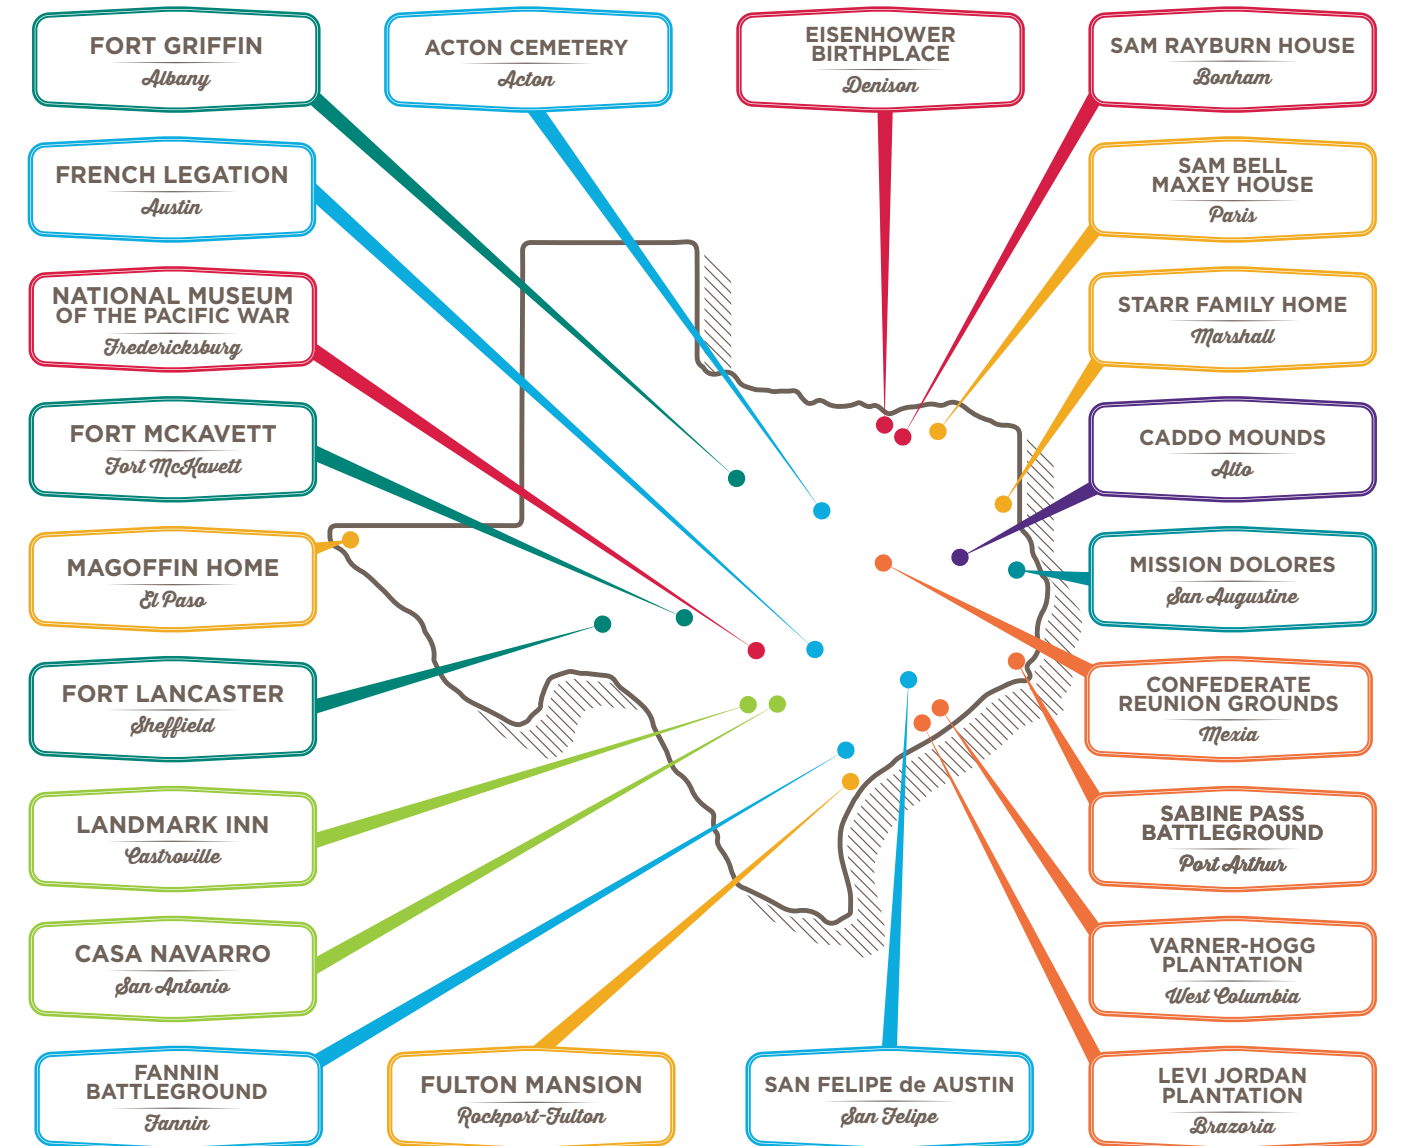 FORT GRIFFIN
Albany
ACTON CEMETERY
Acton
EISENHOWER
BIRTHPLACE
Denison
SAM RAYBURN HOUSE
Bonham
FRENCH LEGATION
Austin
SAM BELL
MAXEY HOUSE
Paris
NATIONAL MUSEUM
OF THE PACIFIC WAR
Fredericksburg
STARR FAMILY HOME
Marshall
FORT MCKAVETT
Fort McKavett
CADDO MOUNDS
Alto
MAGOFFIN HOME
El Paso
MISSION DOLORES
San Augustine
FORT LANCASTER
Sheffield
CONFEDERATE
REUNION GROUNDS
Mexia
LANDMARK INN
Castroville
SABINE PASS
BATTLEGROUND
Port Arthur
CASA NAVARRO
San Antonio
VARNER-HOGG
PLANTATION
West Columbia
FANNIN
BATTLEGROUND
Fannin
FULTON MANSION
Rockport-Fulton
SAN FELIPE de AUSTIN
San Felipe
LEVI JORDAN
PLANTATION
Brazoria